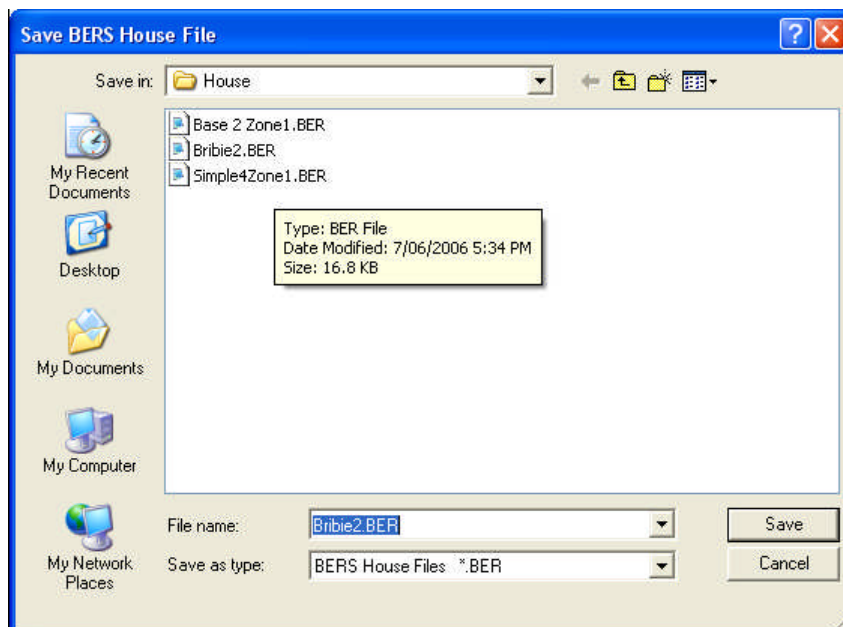 Save BERS House File
Save in: House
Base 2 Zone1.BER
Bribie2.BER
Simple4Zone1.BER
Type: BER File
Date Modified: 7/06/2006 5:34 PM
Size: 16.8 KB
My Recent
Documents
Desktop
My Documents
My Computer
My Network
Places
File name: Bribie2.BER Save
Save as type: BERS House Files *.BER Cancel